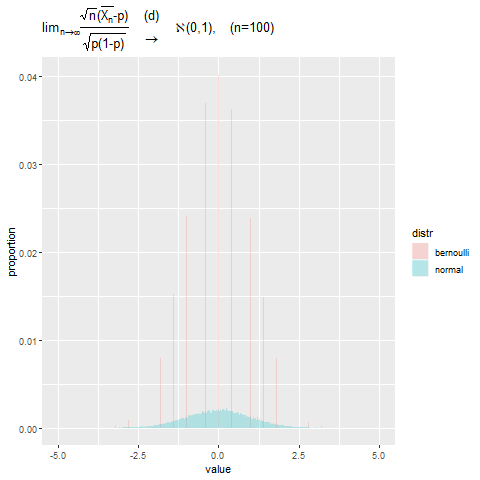 lim n→∞ √n(X̅n-p) / √p(1-p) (d) → ℵ(0,1), (n=100)
0.04
0.03
0.02
0.01
0.00
proportion
-5.0 -2.5 0.0 2.5 5.0
value
distr
bernoulli
normal